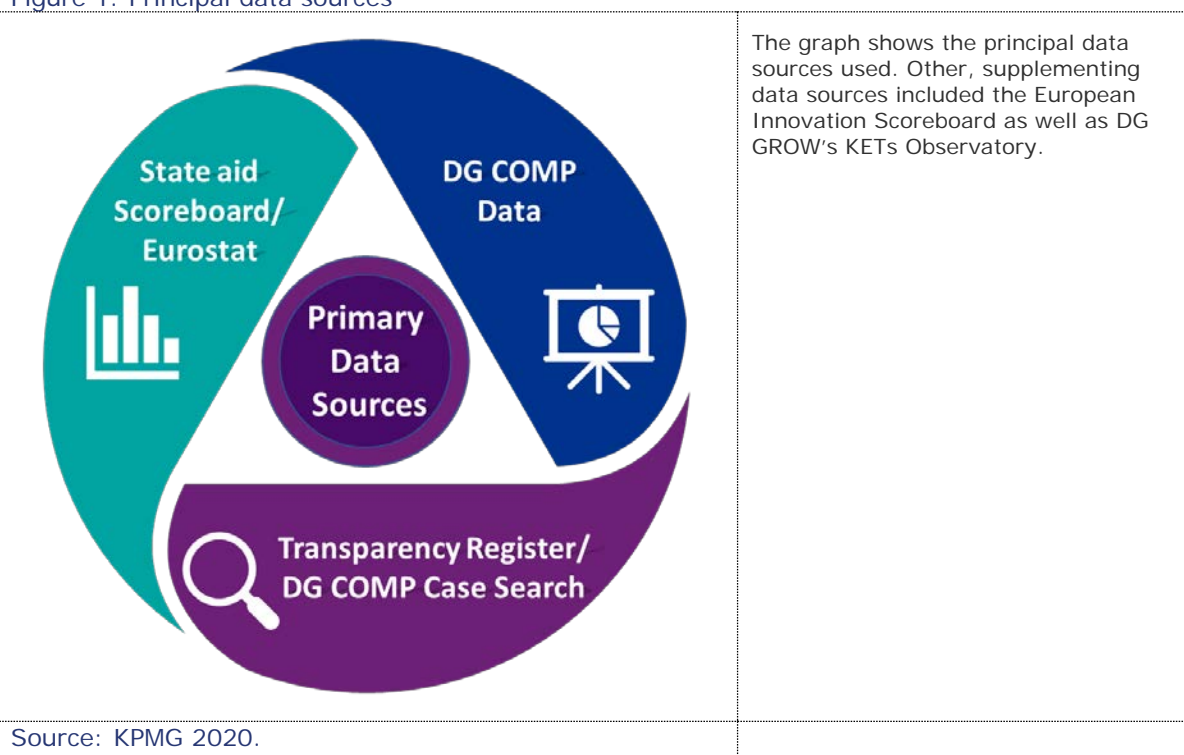 Figure 1: Principal data sources
State aid
Scoreboard/
Eurostat
DG COMP
Data
Primary
Data
Sources
Transparency Register/
DG COMP Case Search
The graph shows the principal data
sources used. Other, supplementing
data sources included the European
Innovation Scoreboard as well as DG
GROW's KETs Observatory.
Source: KPMG 2020.